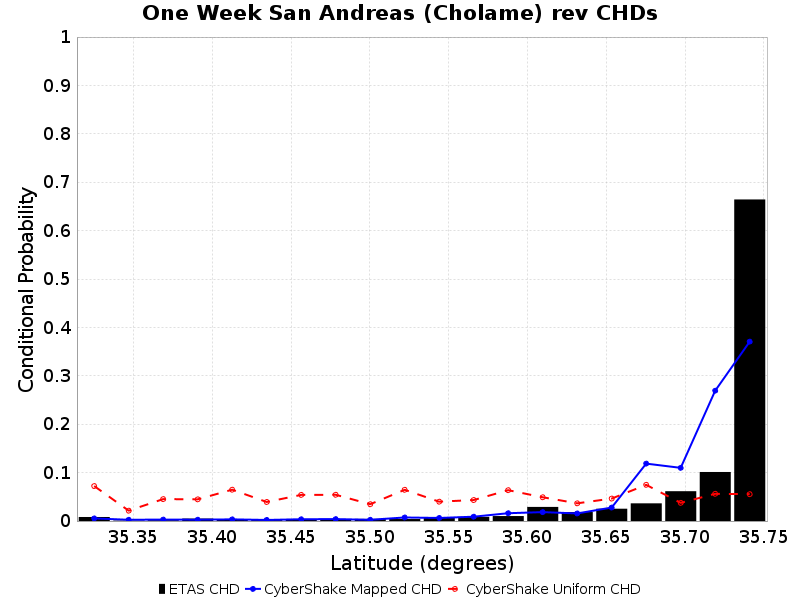 One Week San Andreas (Cholame) rev CHDs
1
0.9
0.8
0.7
0.6
0.5
0.4
0.3
0.2
0.1
0
Conditional Probability
35.35 35.40 35.45 35.50 35.55 35.60 35.65 35.70 35.75
Latitude (degrees)
ETAS CHD CyberShake Mapped CHD CyberShake Uniform CHD